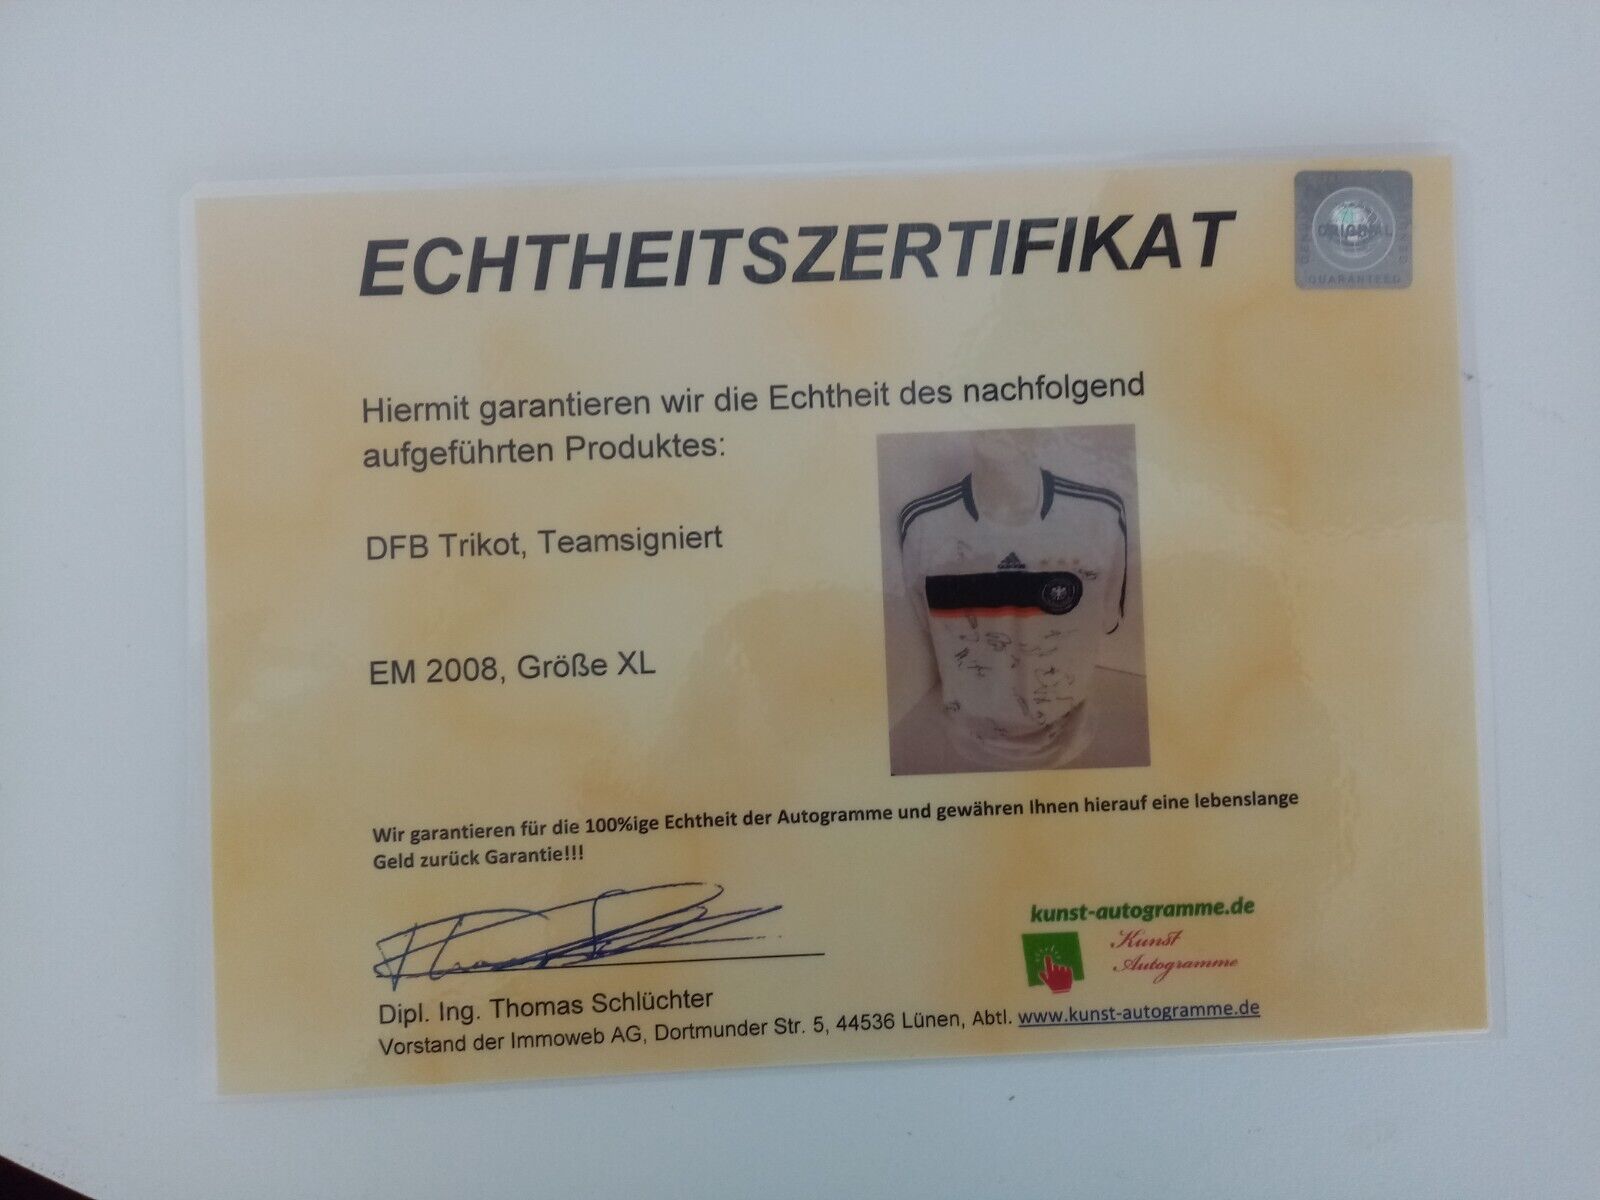 ECHTHEITSZERTIFIKAT
ORIGINAL
GUARANTEED
Hiermit garantieren wir die Echtheit des nachfolgend
aufgeführten Produktes:
DFB Trikot, Teamsigniert
adidas
EM 2008, Größe XL
Wir garantieren für die 100%ige Echtheit der Autogramme und gewähren Ihnen hierauf eine lebenslange
Geld zurück Garantie!!!
kunst-autogramme.de
Kunst
Autogramme
Dipl. Ing. Thomas Schlüchter
Vorstand der Immoweb AG, Dortmunder Str. 5, 44536 Lünen, Abtl. www.kunst-autogramme.de